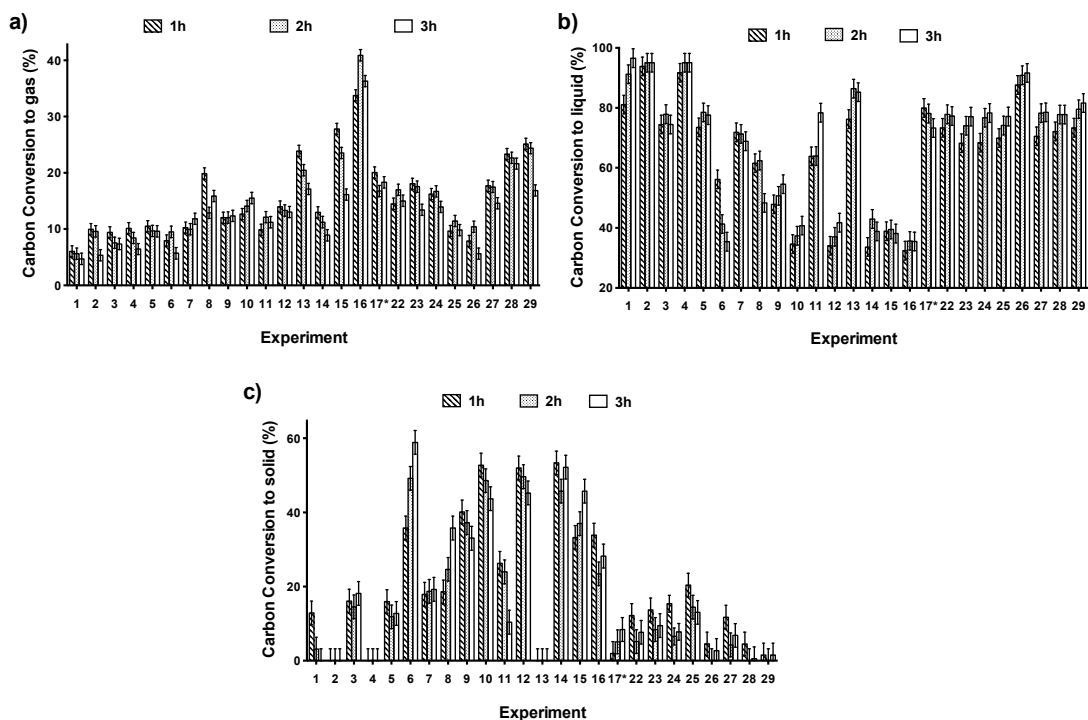 a)
1h 2h 3h
Carbon Conversion to gas (%)
40
30
20
10
0
1 2 3 4 5 6 7 8 9 10 11 12 13 14 15 16 17* 22 23 24 25 26 27 28 29
Experiment
b)
1h 2h 3h
Carbon Conversion to liquid (%)
100
80
60
40
20
1 2 3 4 5 6 7 8 9 10 11 12 13 14 15 16 17* 22 23 24 25 26 27 28 29
Experiment
c)
1h 2h 3h
Carbon Conversion to solid (%)
60
40
20
0
1 2 3 4 5 6 7 8 9 10 11 12 13 14 15 16 17* 22 23 24 25 26 27 28 29
Experiment